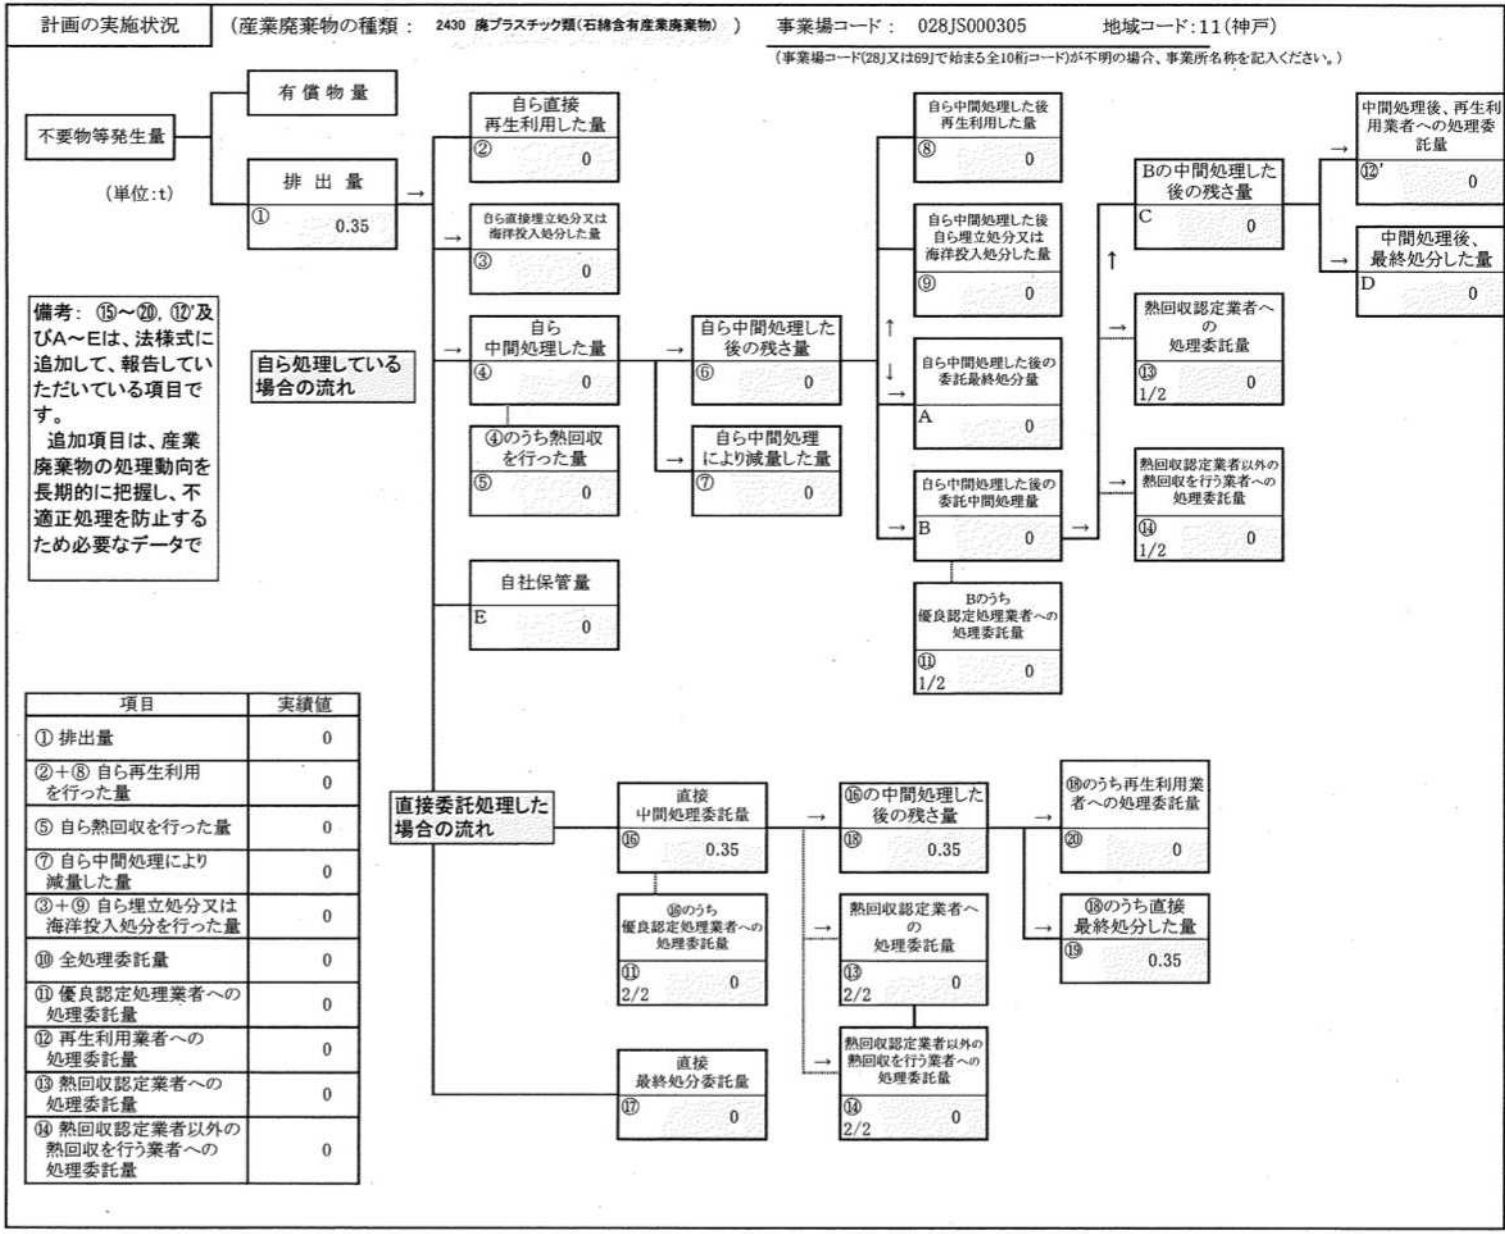 計画の実施状況
(産業廃棄物の種類： 2430 廃プラスチック類(石綿含有産業廃棄物) )
事業場コード： 028JS000305
地域コード：11(神戸)
(事業場コード(28J又は69Jで始まる全10桁コード)が不明の場合、事業所名称を記入ください。)
不要物等発生量
(単位：t)
有償物量
排出量
① 0.35
→
自ら直接
再生利用した量
② 0
→
自ら直接埋立処分又は
海洋投入処分した量
③ 0
→
自ら
中間処理した量
④ 0
④のうち熱回収
を行った量
⑤ 0
自社保管量
E 0
→
自ら中間処理した
後の残さ量
⑥ 0
→
自ら中間処理
により減量した量
⑦ 0
自ら中間処理した後
再生利用した量
⑧ 0
自ら中間処理した後
自ら埋立処分又は
海洋投入処分した量
⑨ 0
↑
↓
→
自ら中間処理した後の
委託最終処分量
A 0
→
自ら中間処理した後の
委託中間処理量
B 0
Bのうち
優良認定処理業者への
処理委託量
⑪
1/2 0
→
↑
Bの中間処理した
後の残さ量
C 0
→
熱回収認定業者へ
の
処理委託量
⑬
1/2 0
→
熱回収認定業者以外の
熱回収を行う業者への
処理委託量
⑭
1/2 0
→
中間処理後、再生利
用業者への処理委
託量
⑫' 0
→
中間処理後、
最終処分した量
D 0
備考： ⑮～⑳, ⑫'及
びA～Eは、法様式に
追加して、報告してい
ただいている項目で
す。
追加項目は、産業
廃棄物の処理動向を
長期的に把握し、不
適正処理を防止する
ため必要なデータで
自ら処理している
場合の流れ
項目 実績値
① 排出量 0
②+⑧ 自ら再生利用
を行った量 0
⑤ 自ら熱回収を行った量 0
⑦ 自ら中間処理により
減量した量 0
③+⑨ 自ら埋立処分又は
海洋投入処分を行った量 0
⑩ 全処理委託量 0
⑪ 優良認定処理業者への
処理委託量 0
⑫ 再生利用業者への
処理委託量 0
⑬ 熱回収認定業者への
処理委託量 0
⑭ 熱回収認定業者以外の
熱回収を行う業者への
処理委託量 0
直接委託処理した
場合の流れ
直接
中間処理委託量
⑯ 0.35
⑯のうち
優良認定処理業者への
処理委託量
⑪
2/2 0
直接
最終処分委託量
⑰ 0
→
⑯の中間処理した
後の残さ量
⑱ 0.35
→
熱回収認定業者へ
の
処理委託量
⑬
2/2 0
→
熱回収認定業者以外の
熱回収を行う業者への
処理委託量
⑭
2/2 0
→
⑱のうち再生利用業
者への処理委託量
⑳ 0
→
⑱のうち直接
最終処分した量
⑲ 0.35